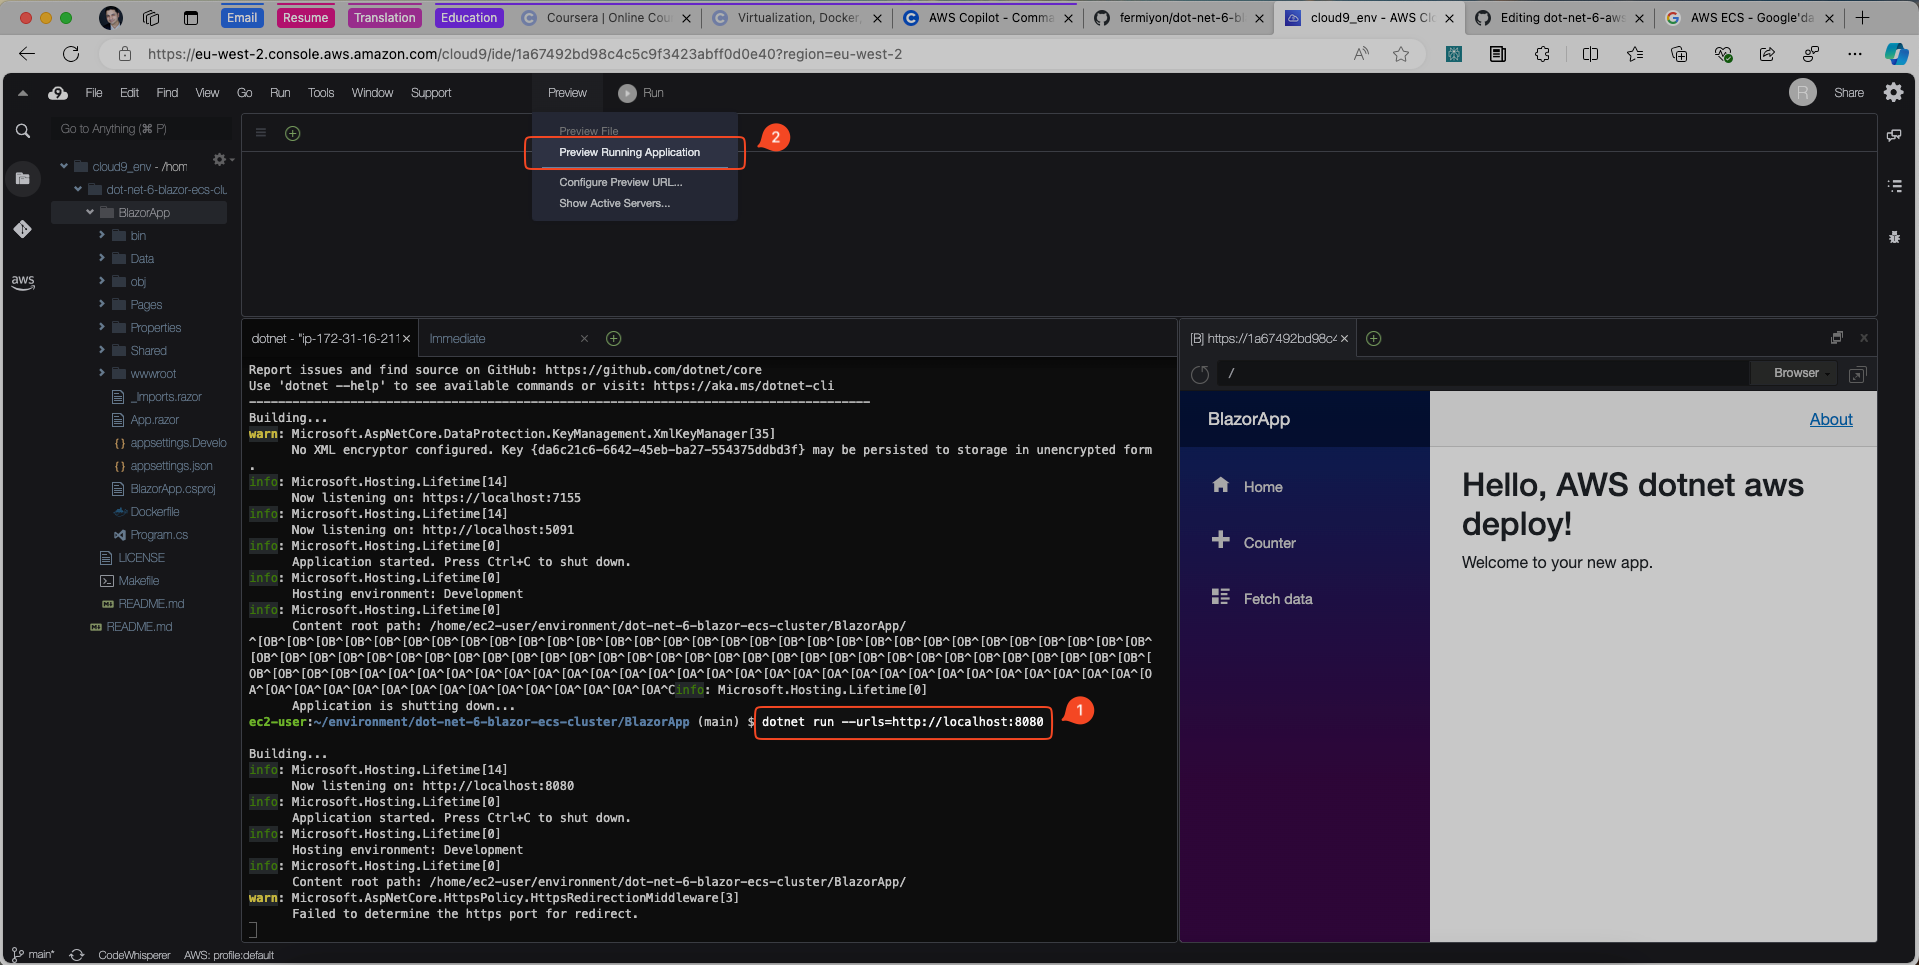 Email
Resume
Translation
Education
Coursera | Online Cou
Virtualization, Docker,
AWS Copilot - Comma
fermiyon/dot-net-6-bl
cloud9_env - AWS Clo
Editing dot-net-6-aws
AWS ECS - Google'da
https://eu-west-2.console.aws.amazon.com/cloud9/ide/1a67492bd98c4c5c9f3423abff0d0e40?region=eu-west-2
9 File Edit Find View Go Run Tools Window Support
Preview
Run
R
Share
Go to Anything (⌘ P)
Preview File
Preview Running Application
2
Configure Preview URL...
Show Active Servers...
cloud9_env - /hom
dot-net-6-blazor-ecs-clu
BlazorApp
bin
Data
obj
Pages
Properties
Shared
wwwroot
_Imports.razor
App.razor
appsettings.Develo
appsettings.json
BlazorApp.csproj
Dockerfile
Program.cs
LICENSE
Makefile
README.md
README.md
aws
dotnet - "ip-172-31-16-211
Immediate
Report issues and find source on GitHub: https://github.com/dotnet/core
Use 'dotnet --help' to see available commands or visit: https://aka.ms/dotnet-cli
--------------------------------------------------------------------------------------
Building...
warn: Microsoft.AspNetCore.DataProtection.KeyManagement.XmlKeyManager[35]
No XML encryptor configured. Key {da6c21c6-6642-45eb-ba27-554375ddbd3f} may be persisted to storage in unencrypted form
.
info: Microsoft.Hosting.Lifetime[14]
Now listening on: https://localhost:7155
info: Microsoft.Hosting.Lifetime[14]
Now listening on: http://localhost:5091
info: Microsoft.Hosting.Lifetime[0]
Application started. Press Ctrl+C to shut down.
info: Microsoft.Hosting.Lifetime[0]
Hosting environment: Development
info: Microsoft.Hosting.Lifetime[0]
Content root path: /home/ec2-user/environment/dot-net-6-blazor-ecs-cluster/BlazorApp/
^[OB^[OB^[OB^[OB^[OB^[OB^[OB^[OB^[OB^[OB^[OB^[OB^[OB^[OB^[OB^[OB^[OB^[OB^[OB^[OB^[OB^[OB^[OB^[OB^[OB^[OB^[OB^[OB^[OB^[OB^[OB^
[OB^[OB^[OB^[OB^[OB^[OB^[OB^[OB^[OB^[OB^[OB^[OB^[OB^[OB^[OB^[OB^[OB^[OB^[OB^[OB^[OB^[OB^[OB^[OB^[OB^[OB^[OB^[OB^[OB^[OB^[OB^[
OB^[OB^[OB^[OB^[OA^[OA^[OA^[OA^[OA^[OA^[OA^[OA^[OA^[OA^[OA^[OA^[OA^[OA^[OA^[OA^[OA^[OA^[OA^[OA^[OA^[OA^[OA^[OA^[OA^[OA^[OA^[O
A^[OA^[OA^[OA^[OA^[OA^[OA^[OA^[OA^[OA^[OA^[OA^[OA^[OA^[OA^Cinfo: Microsoft.Hosting.Lifetime[0]
Application is shutting down...
ec2-user:~/environment/dot-net-6-blazor-ecs-cluster/BlazorApp (main) $ dotnet run --urls=http://localhost:8080
1
Building...
info: Microsoft.Hosting.Lifetime[14]
Now listening on: http://localhost:8080
info: Microsoft.Hosting.Lifetime[0]
Application started. Press Ctrl+C to shut down.
info: Microsoft.Hosting.Lifetime[0]
Hosting environment: Development
info: Microsoft.Hosting.Lifetime[0]
Content root path: /home/ec2-user/environment/dot-net-6-blazor-ecs-cluster/BlazorApp/
warn: Microsoft.AspNetCore.HttpsPolicy.HttpsRedirectionMiddleware[3]
Failed to determine the https port for redirect.
[B] https://1a67492bd98c4
/
Browser
BlazorApp
About
Home
Counter
Fetch data
Hello, AWS dotnet aws
deploy!
Welcome to your new app.
main*
CodeWhisperer
AWS: profile:default